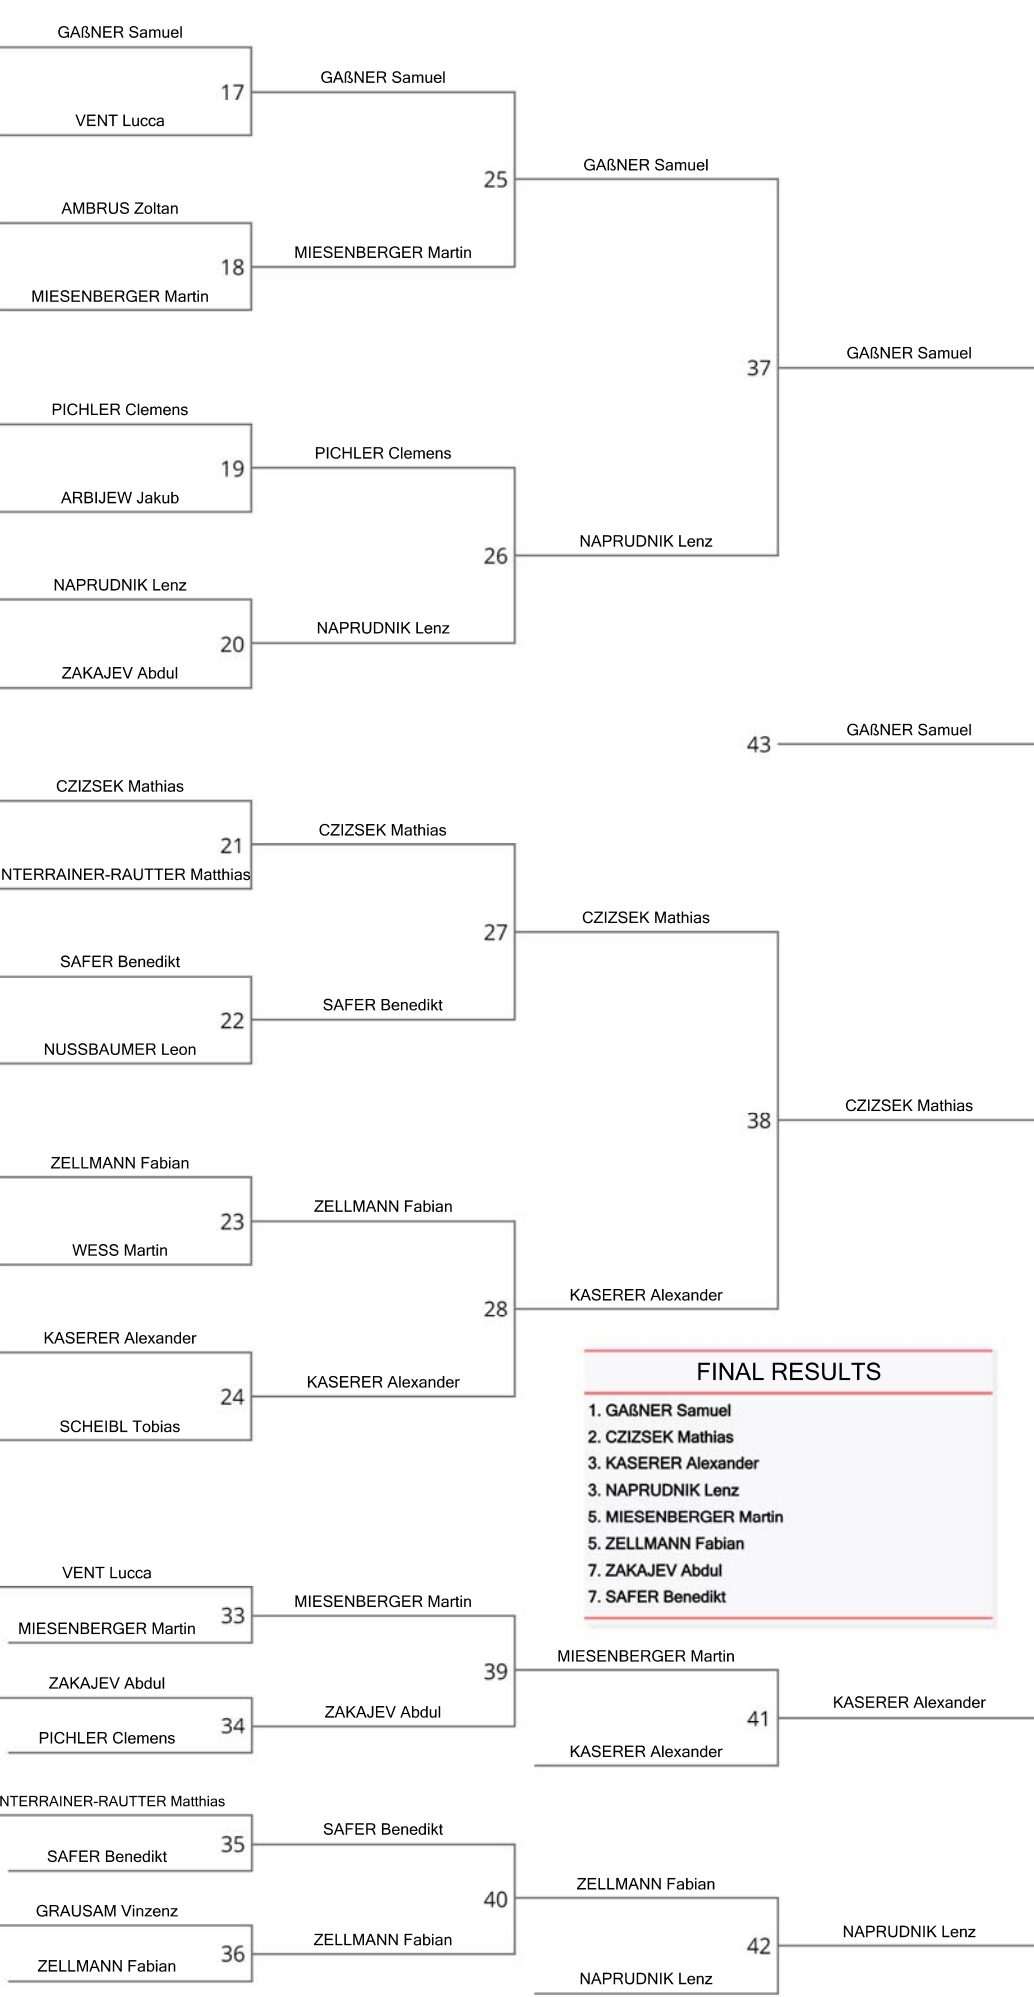 GAßNER Samuel
17
VENT Lucca
GAßNER Samuel
AMBRUS Zoltan
18
MIESENBERGER Martin
MIESENBERGER Martin
25
GAßNER Samuel
PICHLER Clemens
19
ARBIJEW Jakub
PICHLER Clemens
NAPRUDNIK Lenz
20
ZAKAJEV Abdul
NAPRUDNIK Lenz
26
NAPRUDNIK Lenz
37
GAßNER Samuel
43
GAßNER Samuel
CZIZSEK Mathias
21
NTERRAINER-RAUTTER Matthias
CZIZSEK Mathias
SAFER Benedikt
22
NUSSBAUMER Leon
SAFER Benedikt
27
CZIZSEK Mathias
ZELLMANN Fabian
23
WESS Martin
ZELLMANN Fabian
KASERER Alexander
24
SCHEIBL Tobias
KASERER Alexander
28
KASERER Alexander
38
CZIZSEK Mathias
FINAL RESULTS
1. GAßNER Samuel
2. CZIZSEK Mathias
3. KASERER Alexander
3. NAPRUDNIK Lenz
5. MIESENBERGER Martin
5. ZELLMANN Fabian
7. ZAKAJEV Abdul
7. SAFER Benedikt
VENT Lucca
33
MIESENBERGER Martin
MIESENBERGER Martin
ZAKAJEV Abdul
34
PICHLER Clemens
ZAKAJEV Abdul
39
MIESENBERGER Martin
41
KASERER Alexander
KASERER Alexander
NTERRAINER-RAUTTER Matthias
35
SAFER Benedikt
SAFER Benedikt
GRAUSAM Vinzenz
36
ZELLMANN Fabian
ZELLMANN Fabian
40
ZELLMANN Fabian
42
NAPRUDNIK Lenz
NAPRUDNIK Lenz